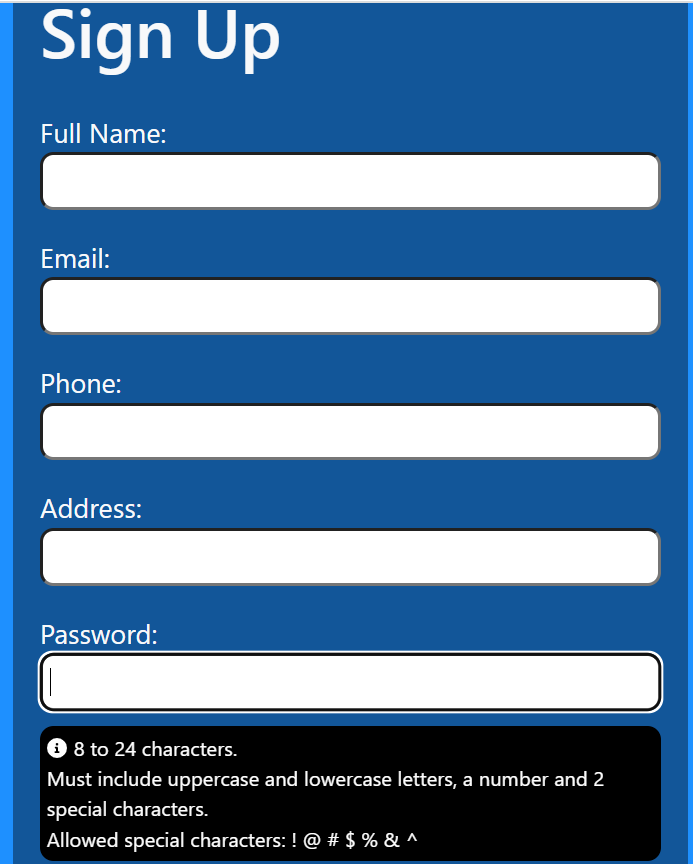 Sign Up
Full Name:
Email:
Phone:
Address:
Password:
8 to 24 characters.
Must include uppercase and lowercase letters, a number and 2
special characters.
Allowed special characters: ! @ # $ % & ^